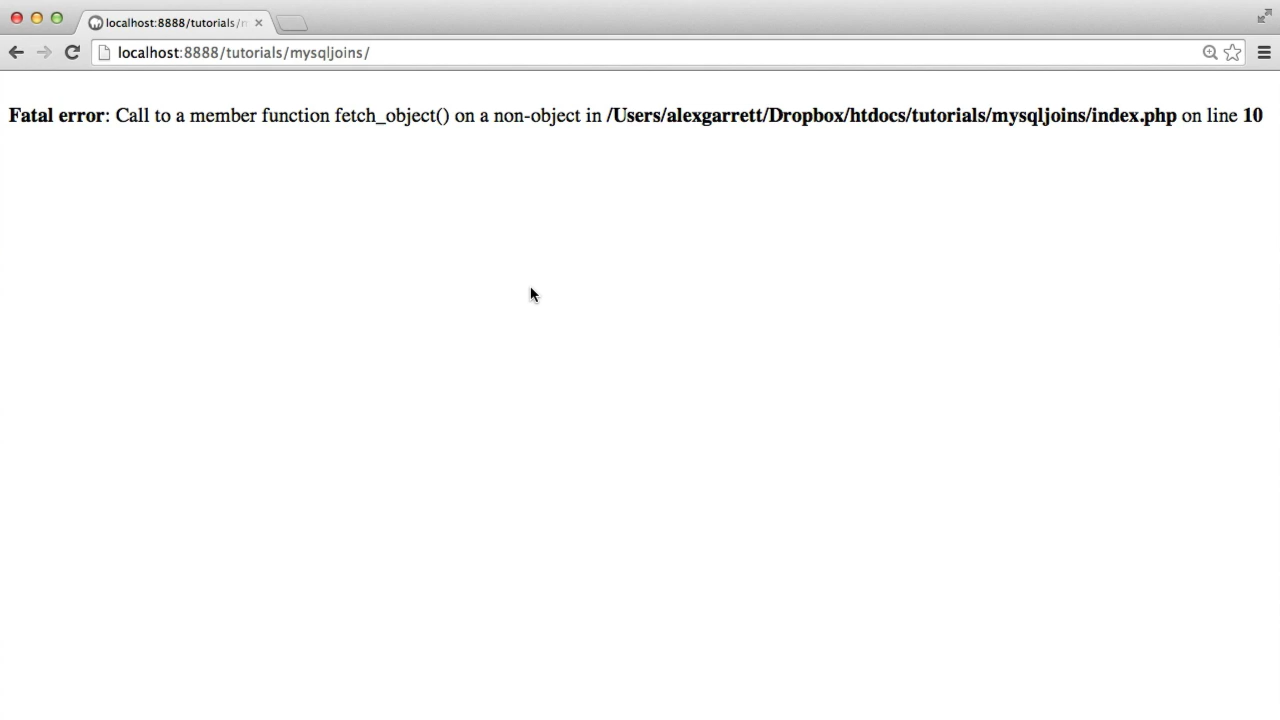 localhost:8888/tutorials/
localhost:8888/tutorials/mysqljoins/
Fatal error: Call to a member function fetch_object() on a non-object in /Users/alexgarrett/Dropbox/htdocs/tutorials/mysqljoins/index.php on line 10